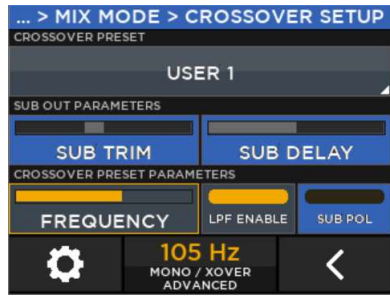 ... > MIX MODE > CROSSOVER SETUP
CROSSOVER PRESET
USER 1
SUB OUT PARAMETERS
SUB TRIM SUB DELAY
CROSSOVER PRESET PARAMETERS
FREQUENCY LPF ENABLE SUB POL
105 Hz
MONO / XOVER
ADVANCED